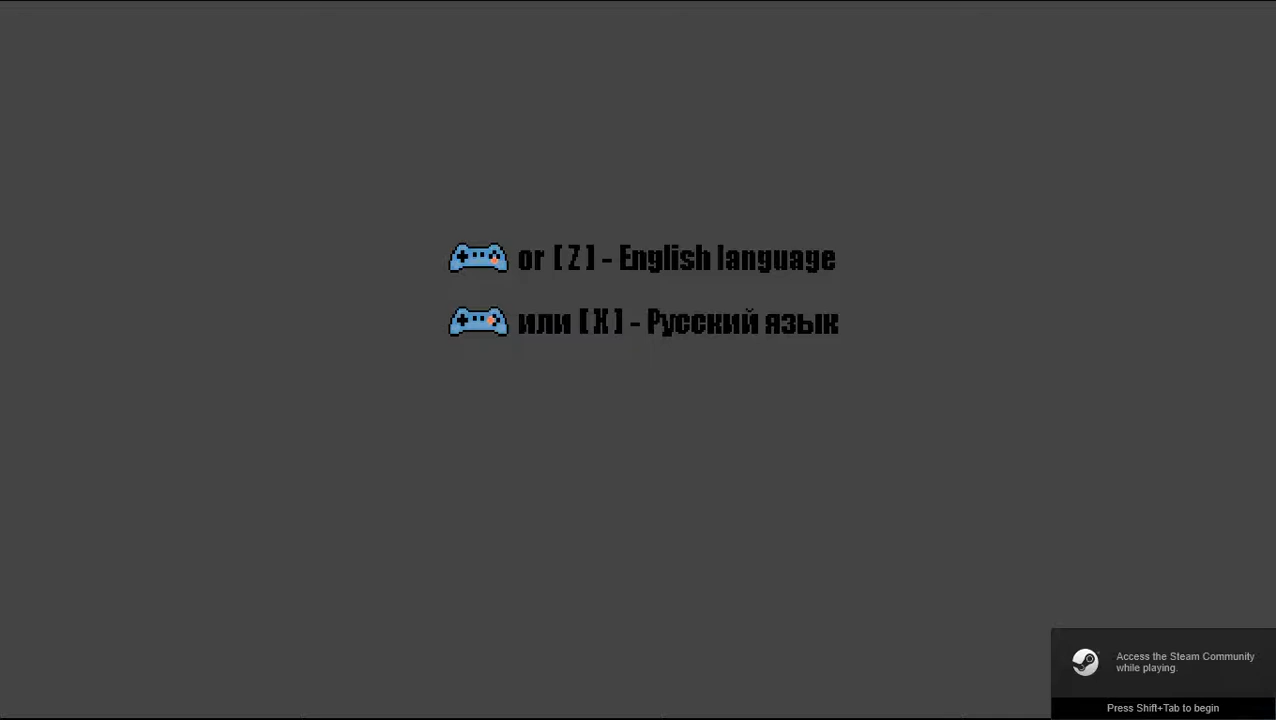 or [ Z ] - English language
или [ X ] - Русский язык
Access the Steam Community
while playing.
Press Shift+Tab to begin